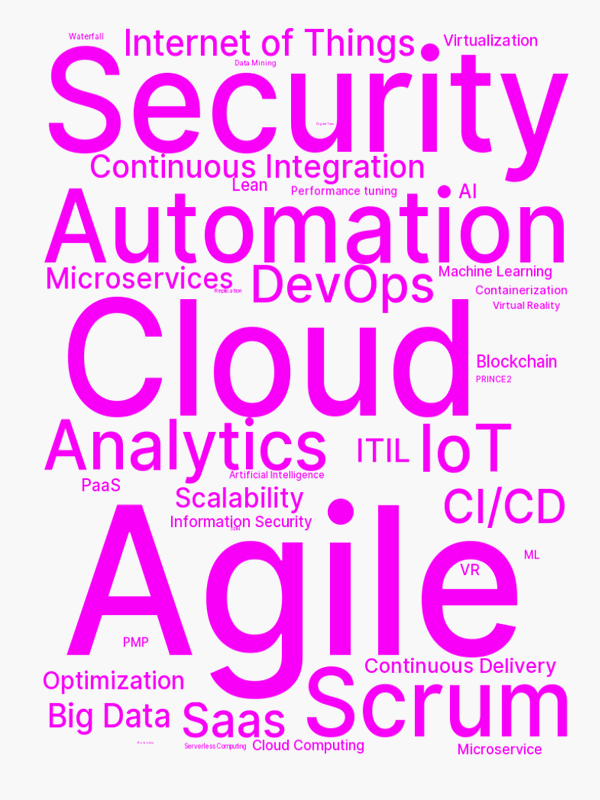 Waterfall
Internet of Things
Virtualization
Data Mining
Security
Continuous Integration
Lean
Performance tuning
AI
Automation
Microservices
DevOps
Machine Learning
Containerization
Replication
Virtual Reality
Cloud
Blockchain
PRINCE2
Analytics
ITIL
IoT
Artificial Intelligence
PaaS
Scalability
CI/CD
Information Security
Agile
ML
VR
PMP
Continuous Delivery
Optimization
Scrum
Big Data
Saas
Serverless Computing
Cloud Computing
Microservice